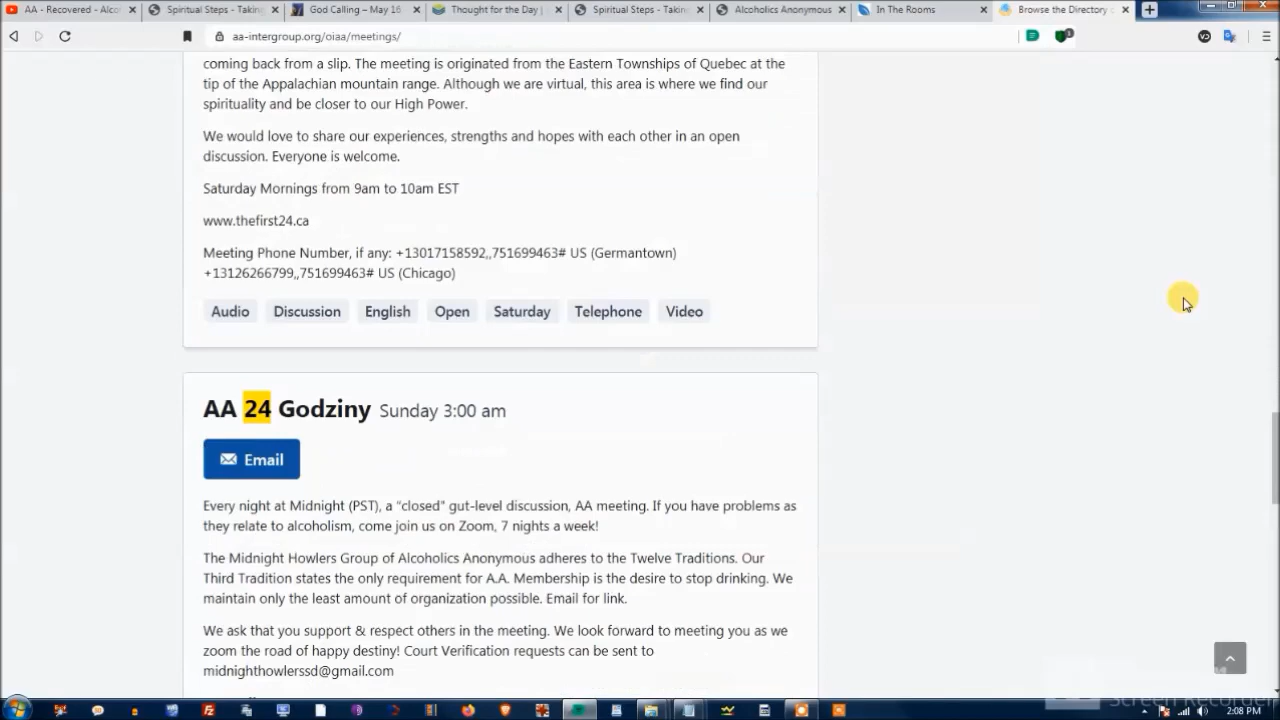 AA - Recovered - Alco
Spiritual Steps - Taking
God Calling – May 16
Thought for the Day |
Spiritual Steps - Taking
Alcoholics Anonymous
In The Rooms
Browse the Directory
aa-intergroup.org/oiaa/meetings/
coming back from a slip. The meeting is originated from the Eastern Townships of Quebec at the
tip of the Appalachian mountain range. Although we are virtual, this area is where we find our
spirituality and be closer to our High Power.
We would love to share our experiences, strengths and hopes with each other in an open
discussion. Everyone is welcome.
Saturday Mornings from 9am to 10am EST
www.thefirst24.ca
Meeting Phone Number, if any: +13017158592,,751699463# US (Germantown)
+13126266799,,751699463# US (Chicago)
Audio Discussion English Open Saturday Telephone Video
AA 24 Godziny Sunday 3:00 am
Email
Every night at Midnight (PST), a "closed" gut-level discussion, AA meeting. If you have problems as
they relate to alcoholism, come join us on Zoom, 7 nights a week!
The Midnight Howlers Group of Alcoholics Anonymous adheres to the Twelve Traditions. Our
Third Tradition states the only requirement for A.A. Membership is the desire to stop drinking. We
maintain only the least amount of organization possible. Email for link.
We ask that you support & respect others in the meeting. We look forward to meeting you as we
zoom the road of happy destiny! Court Verification requests can be sent to
midnighthowlerssd@gmail.com
Screen Recorder
2:08 PM